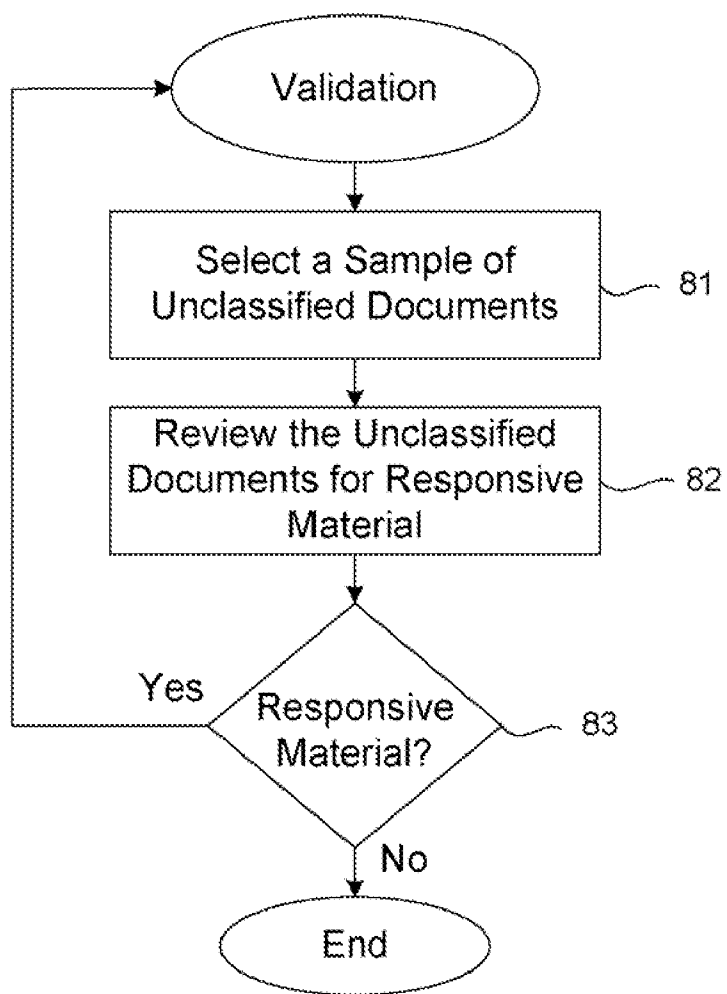 Validation
Select a Sample of
Unclassified Documents
81
Review the Unclassified
Documents for Responsive
Material
82
Yes
Responsive
Material?
83
No
End